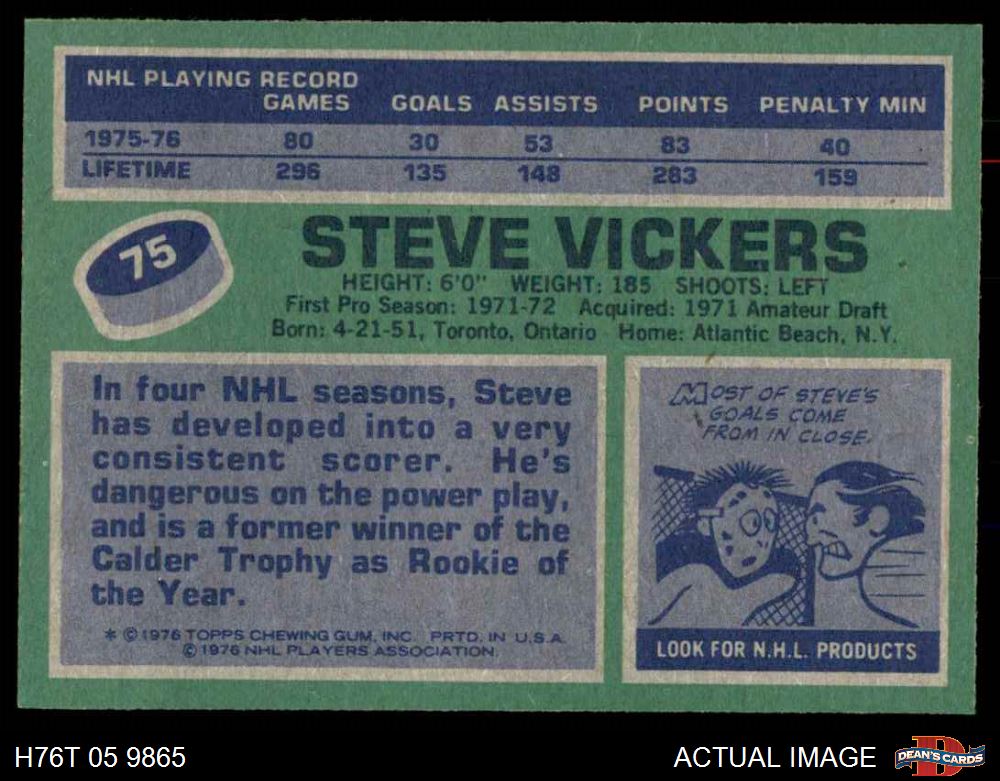 NHL PLAYING RECORD
GAMES GOALS ASSISTS POINTS PENALTY MIN
1975-76 80 30 53 83 40
LIFETIME 296 135 148 283 159
75
STEVE VICKERS
HEIGHT: 6'0" WEIGHT: 185 SHOOTS: LEFT
First Pro Season: 1971-72 Acquired: 1971 Amateur Draft
Born: 4-21-51, Toronto, Ontario Home: Atlantic Beach, N.Y.
In four NHL seasons, Steve
has developed into a very
consistent scorer. He's
dangerous on the power play,
and is a former winner of the
Calder Trophy as Rookie of
the Year.
* © 1976 TOPPS CHEWING GUM, INC. PRTD. IN U.S.A.
© 1976 NHL PLAYERS ASSOCIATION.
MOST OF STEVE'S
GOALS COME
FROM IN CLOSE.
LOOK FOR N.H.L. PRODUCTS
H76T 05 9865
ACTUAL IMAGE
D
DEAN'S CARDS